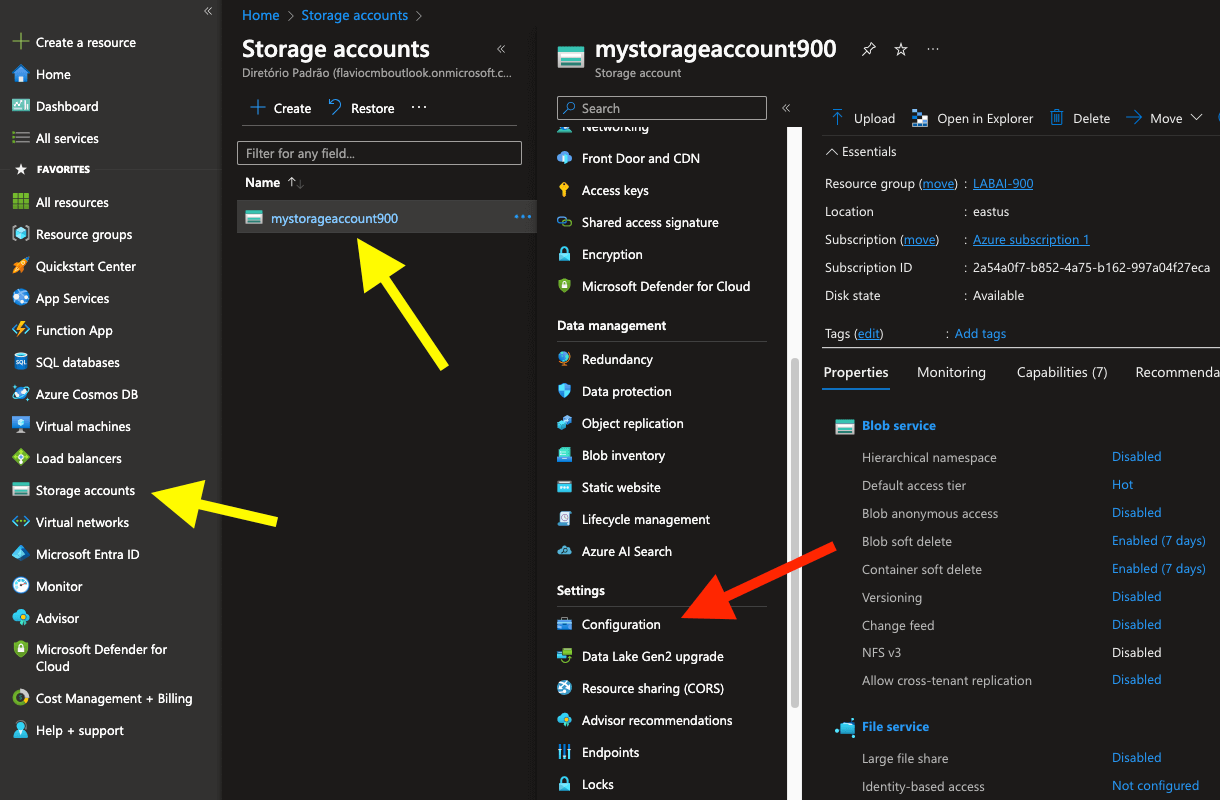 «
Create a resource
Home
Dashboard
All services
FAVORITES
All resources
Resource groups
Quickstart Center
App Services
Function App
SQL databases
Azure Cosmos DB
Virtual machines
Load balancers
Storage accounts
Virtual networks
Microsoft Entra ID
Monitor
Advisor
Microsoft Defender for
Cloud
Cost Management + Billing
Help + support
Home > Storage accounts >
Storage accounts «
Diretório Padrão (flaviocmboutlook.onmicrosoft.c...
+ Create Restore ...
Filter for any field...
Name ↑↓
mystorageaccount900 ...
mystorageaccount900 ...
Storage account
Search «
Networking
Front Door and CDN
Access keys
Shared access signature
Encryption
Microsoft Defender for Cloud
Data management
Redundancy
Data protection
Object replication
Blob inventory
Static website
Lifecycle management
Azure AI Search
Settings
Configuration
Data Lake Gen2 upgrade
Resource sharing (CORS)
Advisor recommendations
Endpoints
Locks
Upload Open in Explorer Delete Move
Essentials
Resource group (move) : LABAI-900
Location : eastus
Subscription (move) : Azure subscription 1
Subscription ID : 2a54a0f7-b852-4a75-b162-997a04f27eca
Disk state : Available
Tags (edit) : Add tags
Properties Monitoring Capabilities (7) Recommenda
Blob service
Hierarchical namespace Disabled
Default access tier Hot
Blob anonymous access Disabled
Blob soft delete Enabled (7 days)
Container soft delete Enabled (7 days)
Versioning Disabled
Change feed Disabled
NFS v3 Disabled
Allow cross-tenant replication Disabled
File service
Large file share Disabled
Identity-based access Not configured